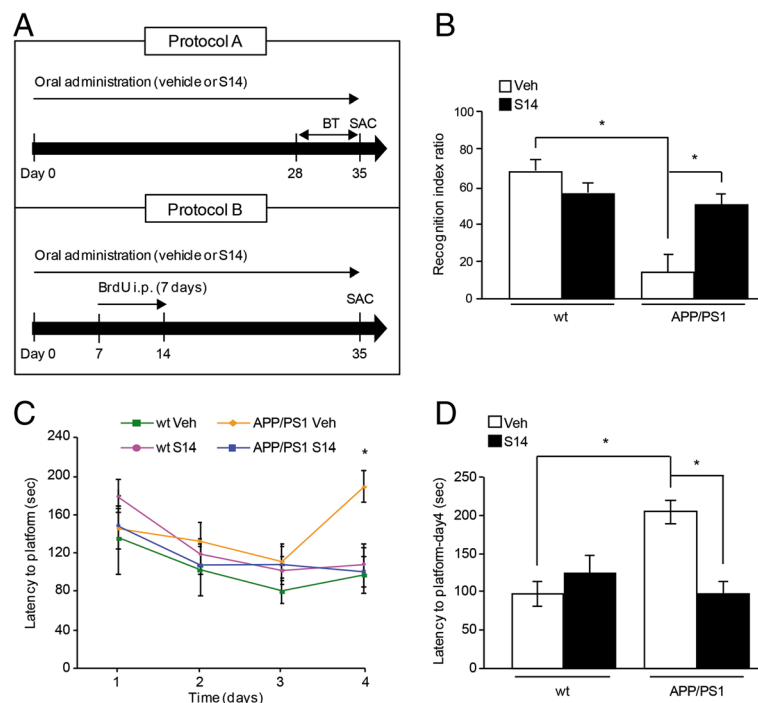 A
Protocol A
Oral administration (vehicle or S14)
BT SAC
Day 0 28 35
Protocol B
Oral administration (vehicle or S14)
BrdU i.p. (7 days)
SAC
Day 0 7 14 35
B
Veh
S14
Recognition index ratio
100
80
60
40
20
0
*
*
wt APP/PS1
C
wt Veh APP/PS1 Veh
wt S14 APP/PS1 S14
Latency to platform (sec)
240
200
160
120
80
40
0
*
1 2 3 4
Time (days)
D
Veh
S14
Latency to platform-day4 (sec)
250
200
150
100
50
0
*
*
wt APP/PS1